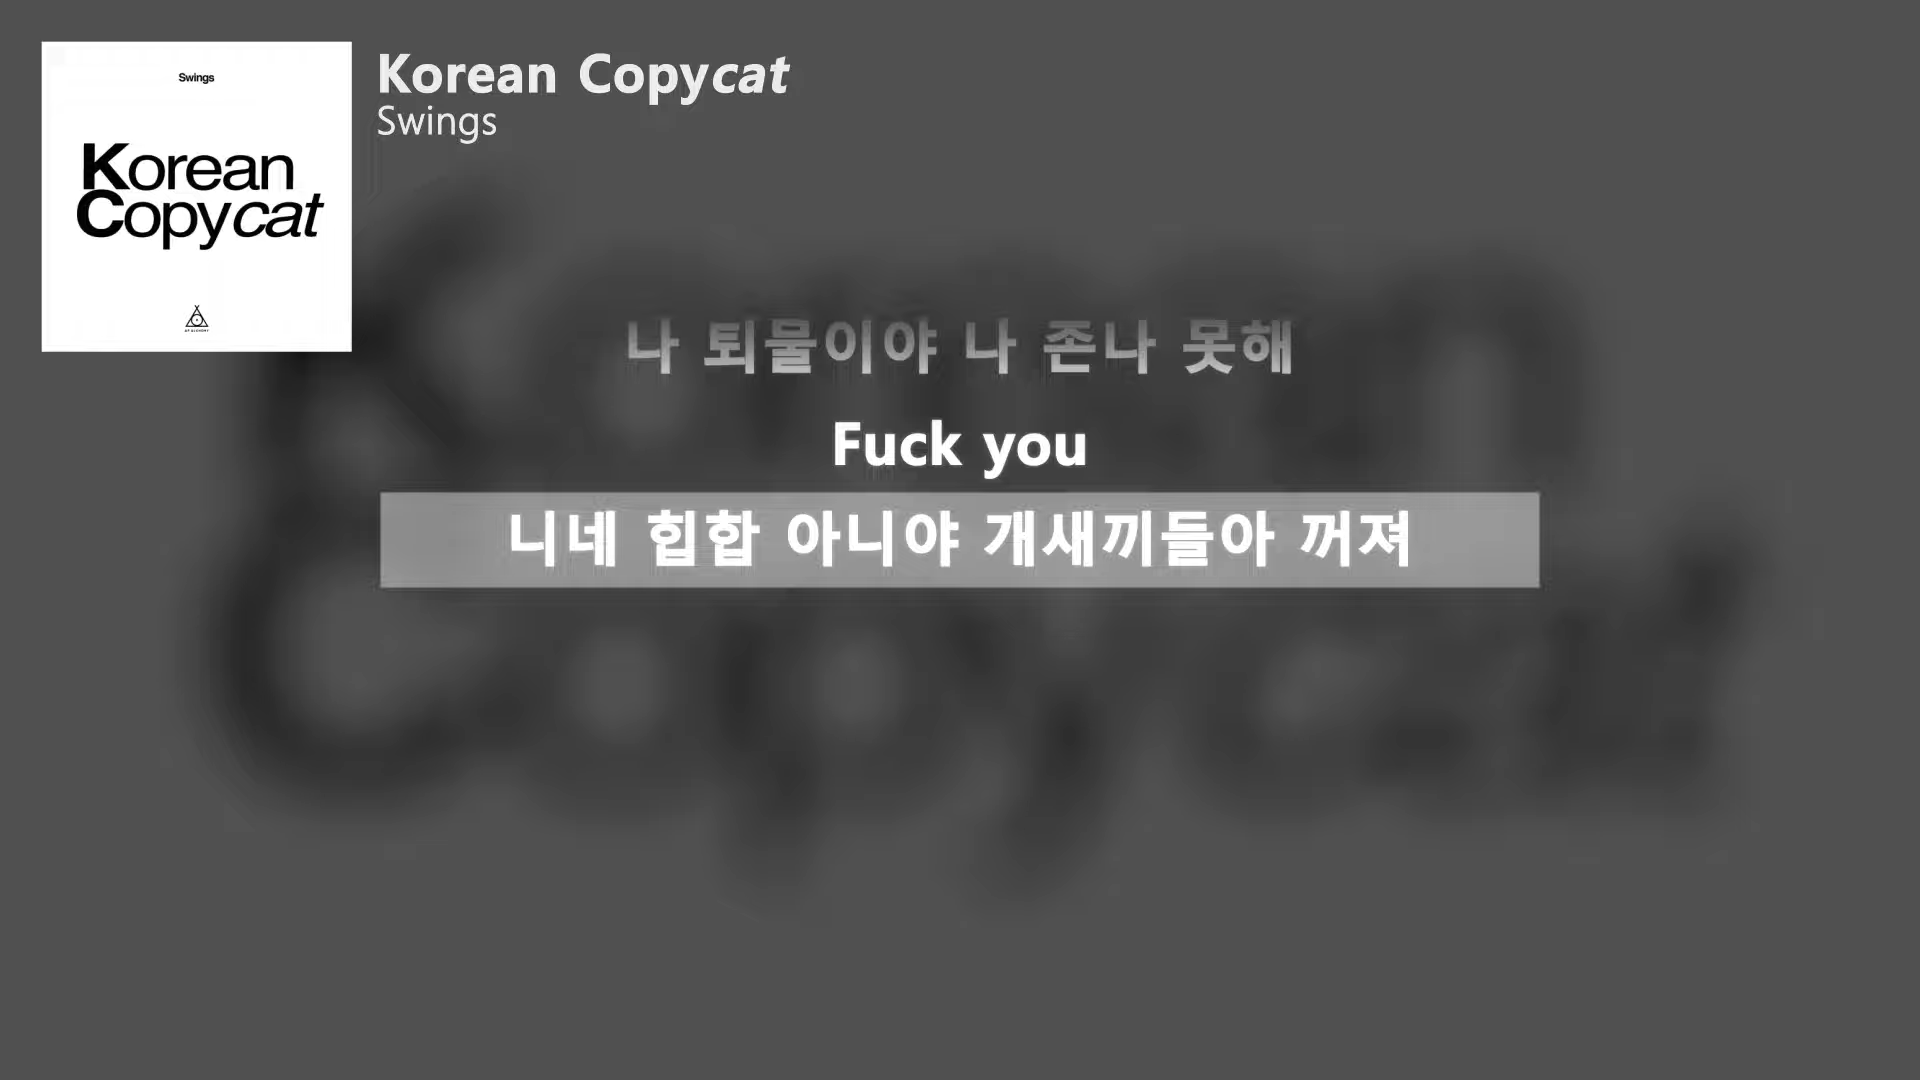 Swings
Korean
Copycat
Korean Copycat
Swings
나 퇴물이야 나 존나 못해
Fuck you
니네 힙합 아니야 개새끼들아 꺼져